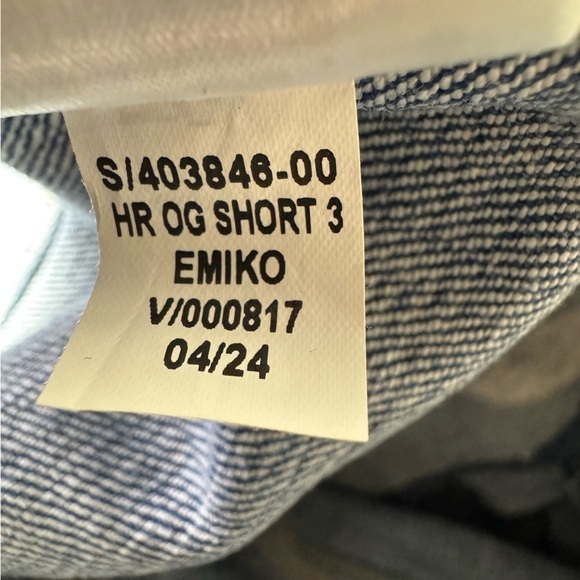 S/403846-00
HR OG SHORT 3
EMIKO
V/000817
04/24